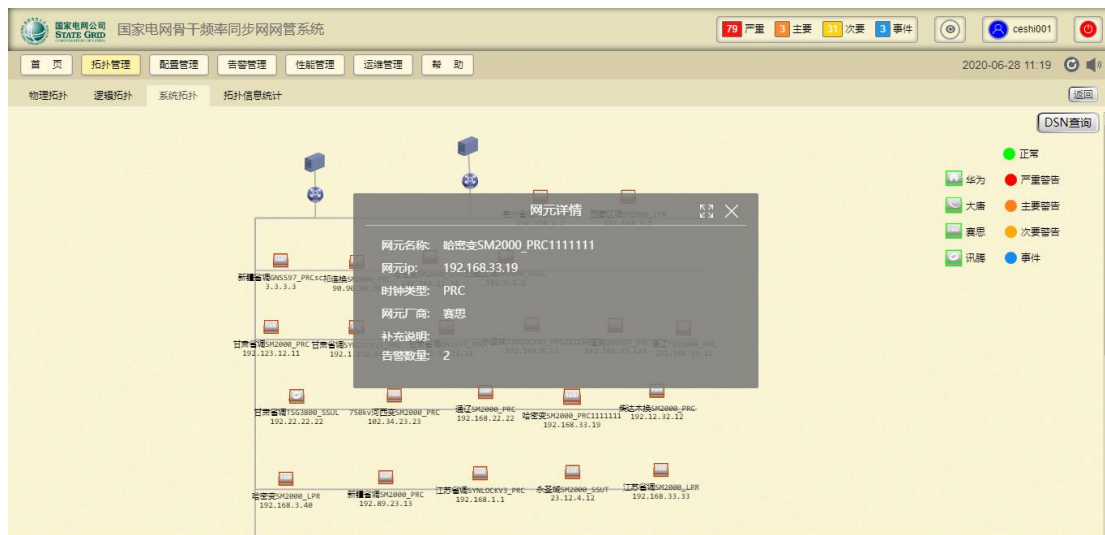 国家电网公司 国家电网骨干频率同步网网管系统 79 严重 3 主要 31 次要 3 事件 ceshi001
STATE GRID
首 页 拓扑管理 配置管理 告警管理 性能管理 运维管理 帮 助 2020-06-28 11:19
物理拓扑 逻辑拓扑 系统拓扑 拓扑信息统计 返回
DSN查询
正常
华为 严重警告
大唐 主要警告
赛思 次要警告
讯腾 事件
网元详情
网元名称: 哈密变SM2000_PRC1111111
网元Ip: 192.168.33.19
时钟类型: PRC
网元厂商: 赛思
补充说明:
告警数量: 2
新疆省调GNSS97_PRCsc
3.3.3.3
甘肃省调SM2000_PRC
192.123.12.11
甘肃省调TSG3800_SSUL 750kv河西变SM2000_PRC 通辽SM2000_PRC 哈密变SM2000_PRC1111111 柴达木换SM2000_PRC
192.22.22.22 102.34.23.23 192.168.22.22 192.168.33.19 192.12.32.12
哈密变SM2000_LPR 新疆省调SM2000_PRC 江苏省调SYNLOCKV3_PRC 永圣域SM2000_SSUT 江苏省调SM2000_LPR
192.168.3.40 192.89.23.13 192.168.1.1 23.12.4.12 192.168.33.33